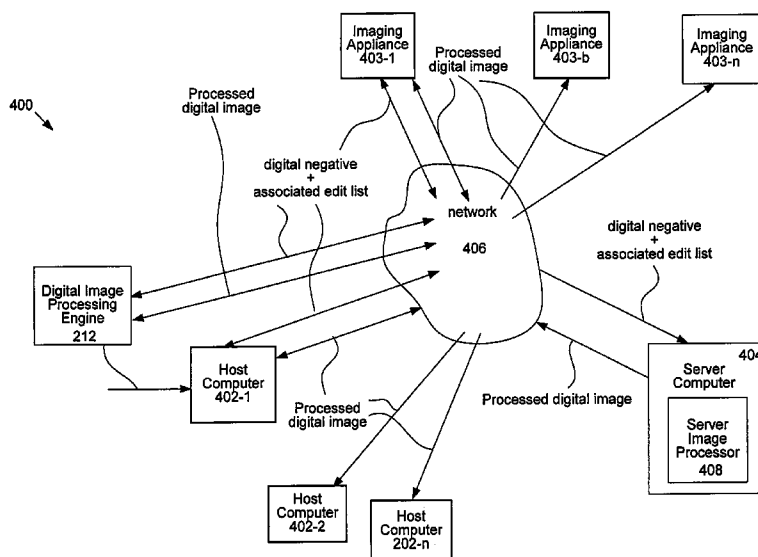 Imaging
Appliance
403-1
Imaging
Appliance
403-b
Imaging
Appliance
403-n
Processed
digital image
Processed
digital image
400
digital negative
+
associated edit list
network
406
digital negative
+
associated edit list
Digital Image
Processing
Engine
212
Host
Computer
402-1
Processed
digital image
Processed digital image
404
Server
Computer
Server
Image
Processor
408
Host
Computer
402-2
Host
Computer
202-n